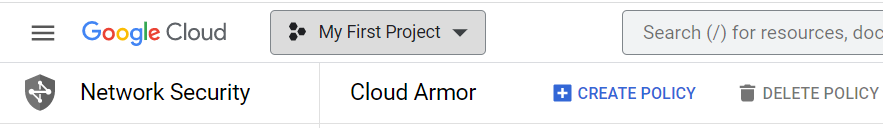 Google Cloud My First Project Search (/) for resources, doc
Network Security Cloud Armor CREATE POLICY DELETE POLICY